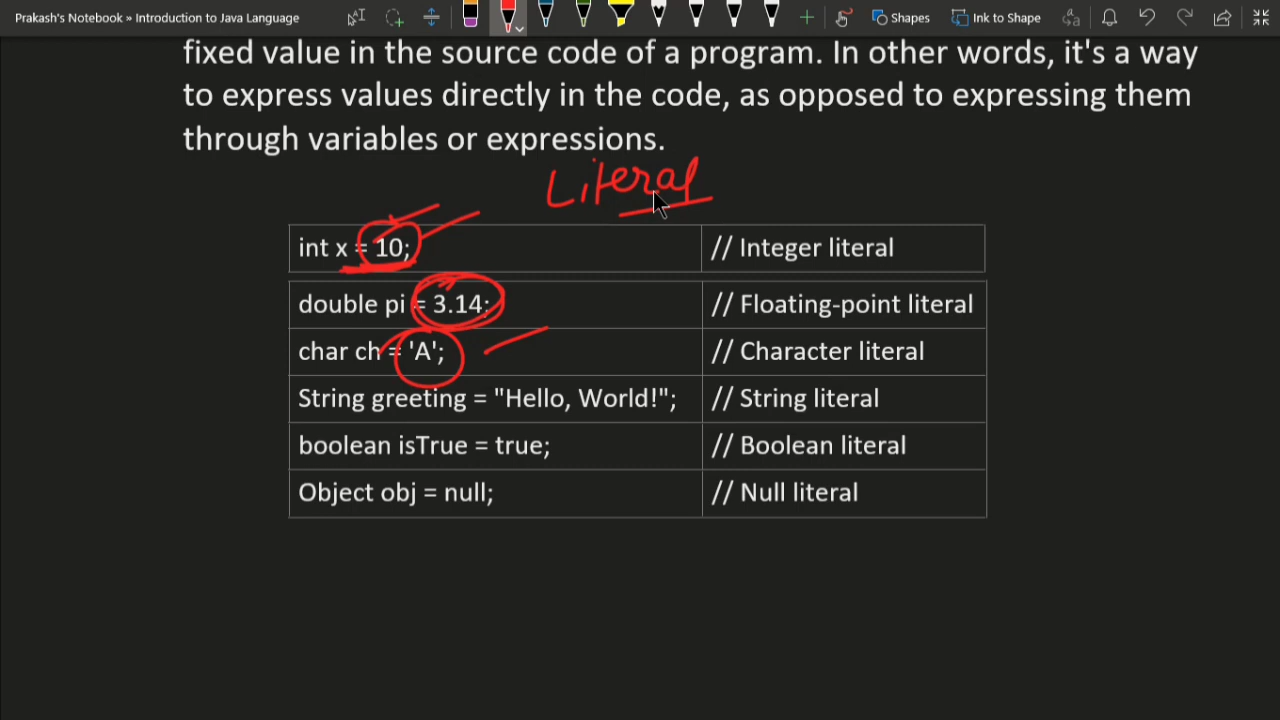 Prakash's Notebook » Introduction to Java Language
Shapes
Ink to Shape
fixed value in the source code of a program. In other words, it's a way
to express values directly in the code, as opposed to expressing them
through variables or expressions.
Literal
int x = 10; // Integer literal
double pi = 3.14; // Floating-point literal
char ch = 'A'; // Character literal
String greeting = "Hello, World!"; // String literal
boolean isTrue = true; // Boolean literal
Object obj = null; // Null literal